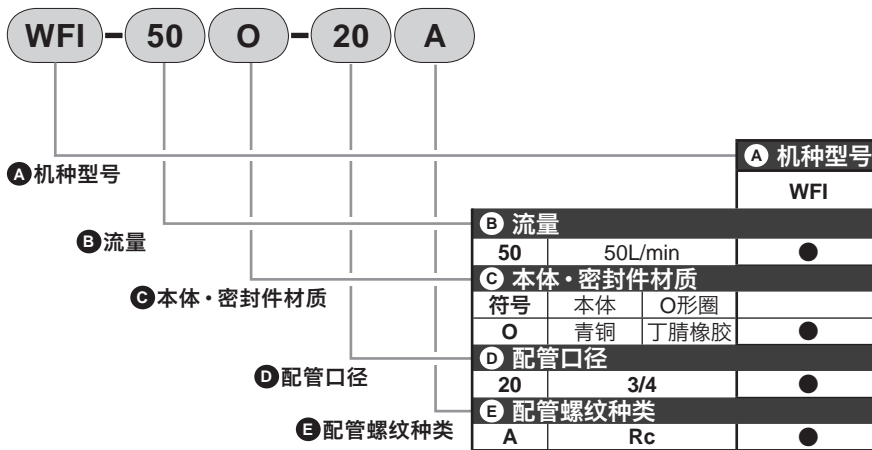 WFI-50 O-20 A
A 机种型号
B 流量
C 本体・密封件材质
D 配管口径
E 配管螺纹种类
A 机种型号
WFI
B 流量
50 50L/min ●
C 本体・密封件材质
符号 本体 O形圈
O 青铜 丁腈橡胶 ●
D 配管口径
20 3/4 ●
E 配管螺纹种类
A Rc ●